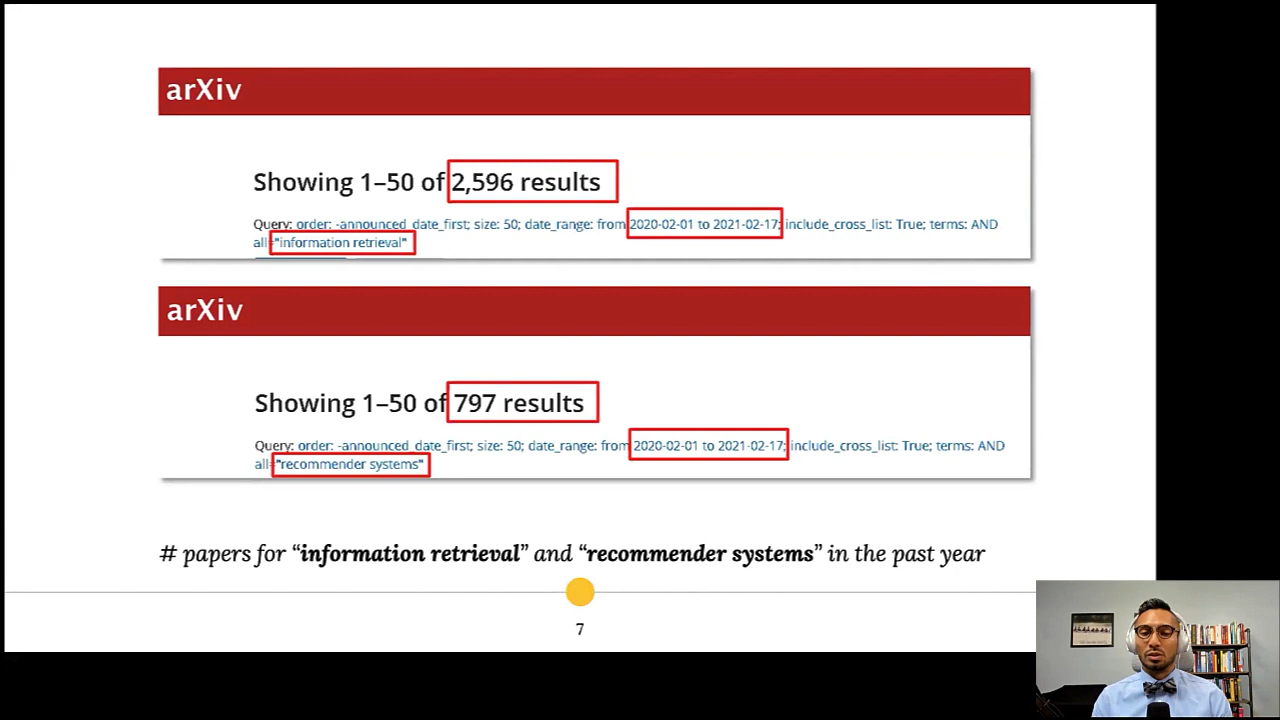 arXiv
Showing 1–50 of 2,596 results
Query: order: -announced_date_first; size: 50; date_range: from 2020-02-01 to 2021-02-17; include_cross_list: True; terms: AND
all="information retrieval"
arXiv
Showing 1–50 of 797 results
Query: order: -announced_date_first; size: 50; date_range: from 2020-02-01 to 2021-02-17; include_cross_list: True; terms: AND
all="recommender systems"
# papers for “information retrieval” and “recommender systems” in the past year
7